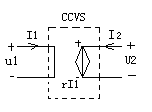 CCVS
I1 I2
+ + +
u1 U2
- rI1 -